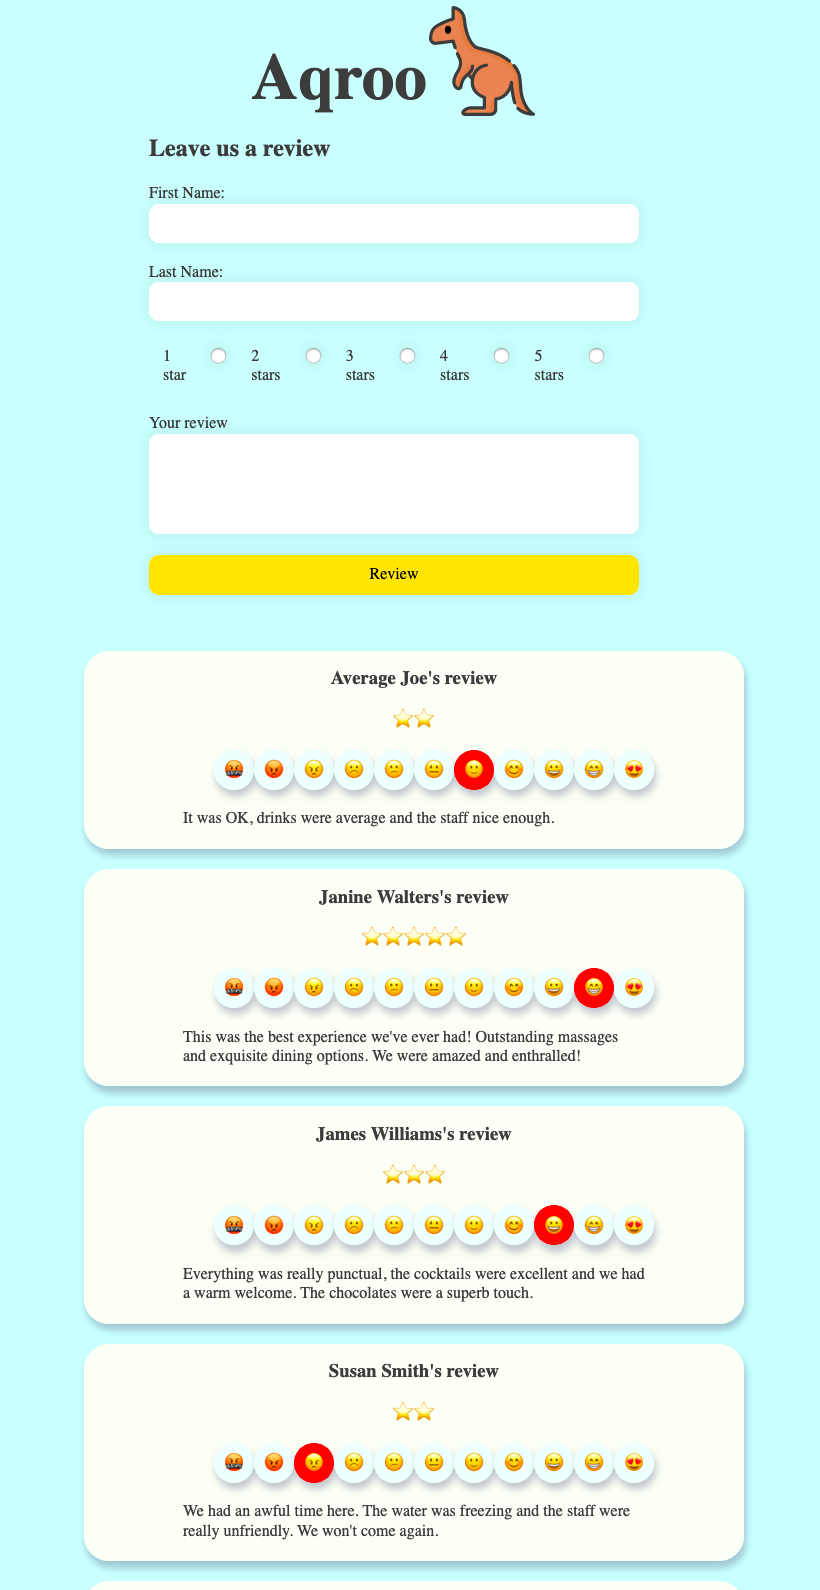 Aqroo
Leave us a review
First Name:
Last Name:
1 star
2 stars
3 stars
4 stars
5 stars
Your review
Review
Average Joe's review
⭐⭐
🤬😡😠☹️😕😐🙂😊😀😁😍
It was OK, drinks were average and the staff nice enough.
Janine Walters's review
⭐⭐⭐⭐⭐
🤬😡😠☹️😕😐🙂😊😀😁😍
This was the best experience we've ever had! Outstanding massages
and exquisite dining options. We were amazed and enthralled!
James Williams's review
⭐⭐⭐
🤬😡😠☹️😕😐🙂😊😀😁😍
Everything was really punctual, the cocktails were excellent and we had
a warm welcome. The chocolates were a superb touch.
Susan Smith's review
⭐⭐
🤬😡😠☹️😕😐🙂😊😀😁😍
We had an awful time here. The water was freezing and the staff were
really unfriendly. We won't come again.